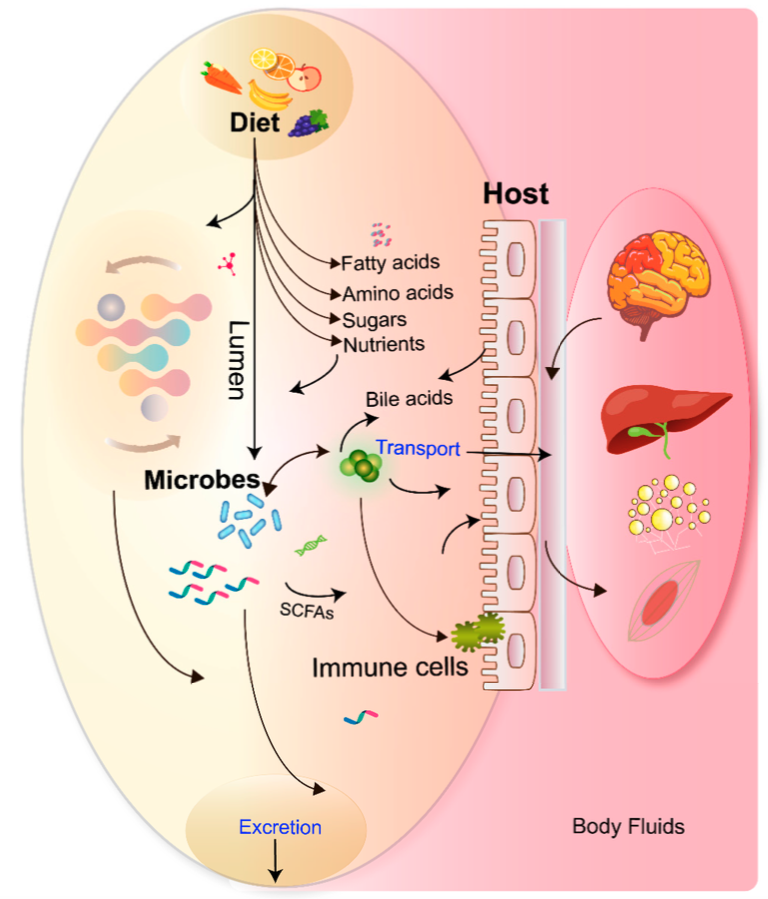 Diet
Host
Fatty acids
Amino acids
Sugars
Nutrients
Lumen
Bile acids
Transport
Microbes
SCFAs
Immune cells
Excretion
Body Fluids